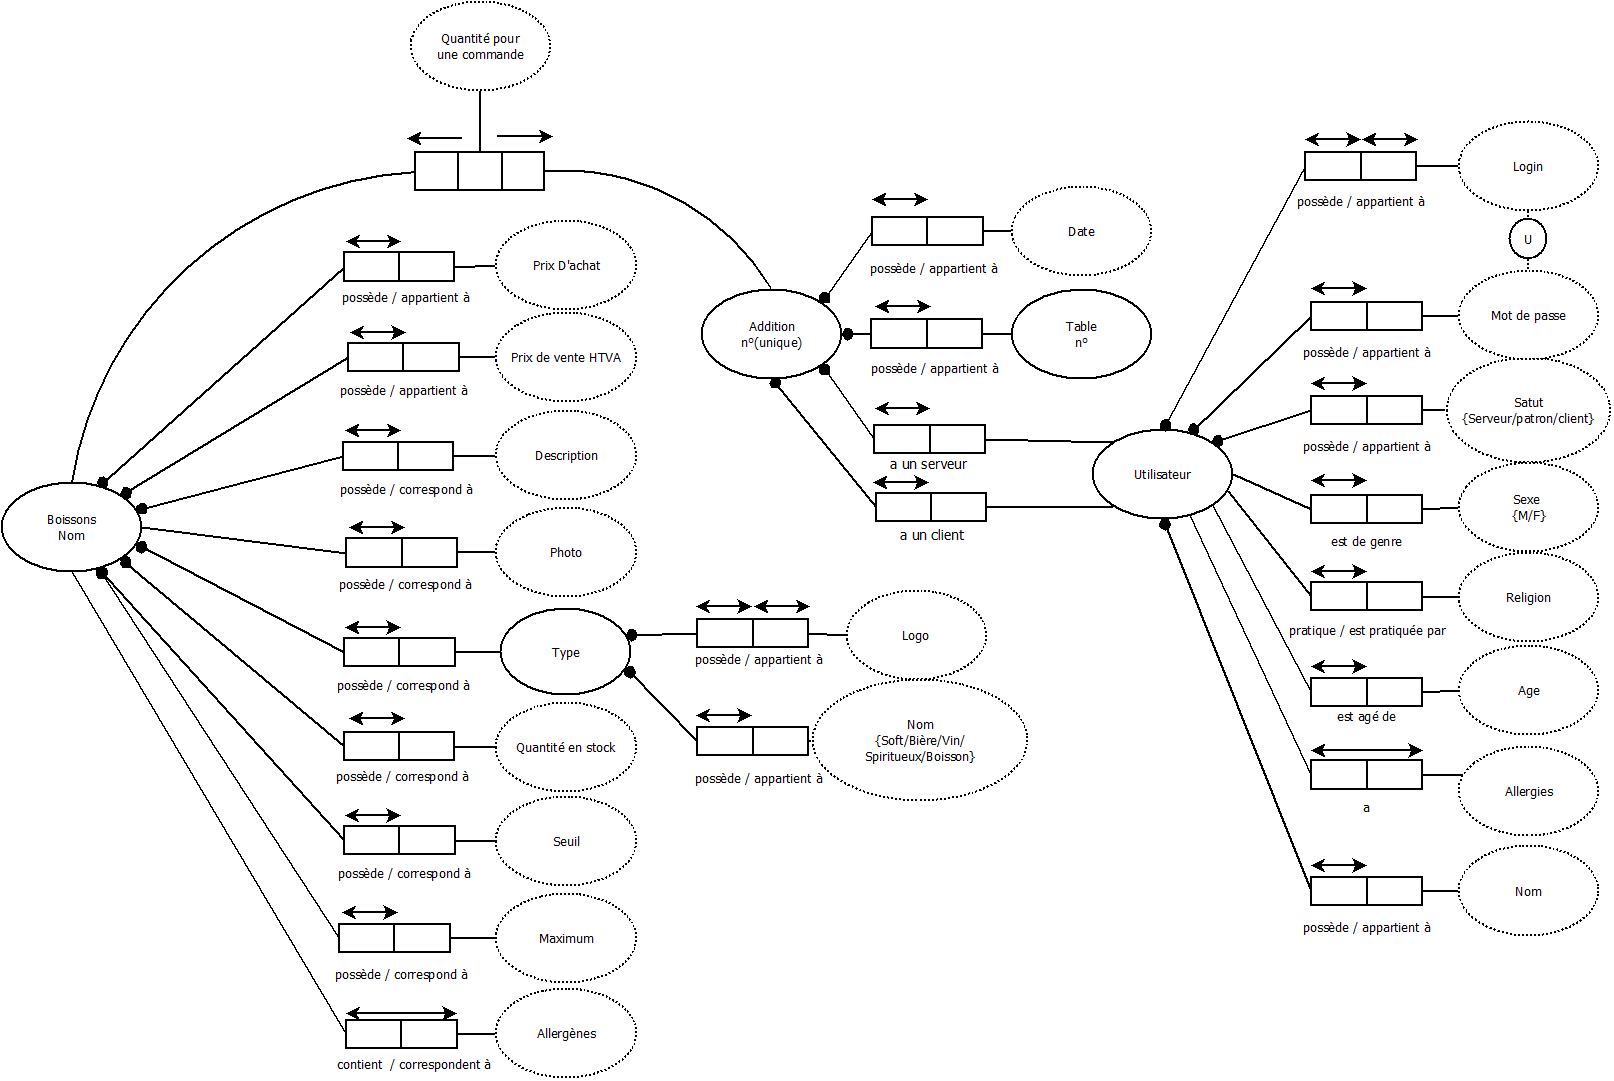 Quantité pour
une commande
Prix D'achat
possède / appartient à
Prix de vente HTVA
possède / appartient à
Description
possède / correspond à
Boissons
Nom
Photo
possède / correspond à
Type
possède / correspond à
Quantité en stock
possède / correspond à
Seuil
possède / correspond à
Maximum
possède / correspond à
Allergènes
contient / correspondent à
Logo
possède / appartient à
Nom
{Soft/Bière/Vin/
Spiritueux/Boisson}
possède / appartient à
Addition
n°(unique)
Date
possède / appartient à
Table
n°
possède / appartient à
a un serveur
a un client
Utilisateur
Login
possède / appartient à
U
Mot de passe
possède / appartient à
Satut
{Serveur/patron/client}
possède / appartient à
Sexe
{M/F}
est de genre
Religion
pratique / est pratiquée par
Age
est agé de
Allergies
a
Nom
possède / appartient à